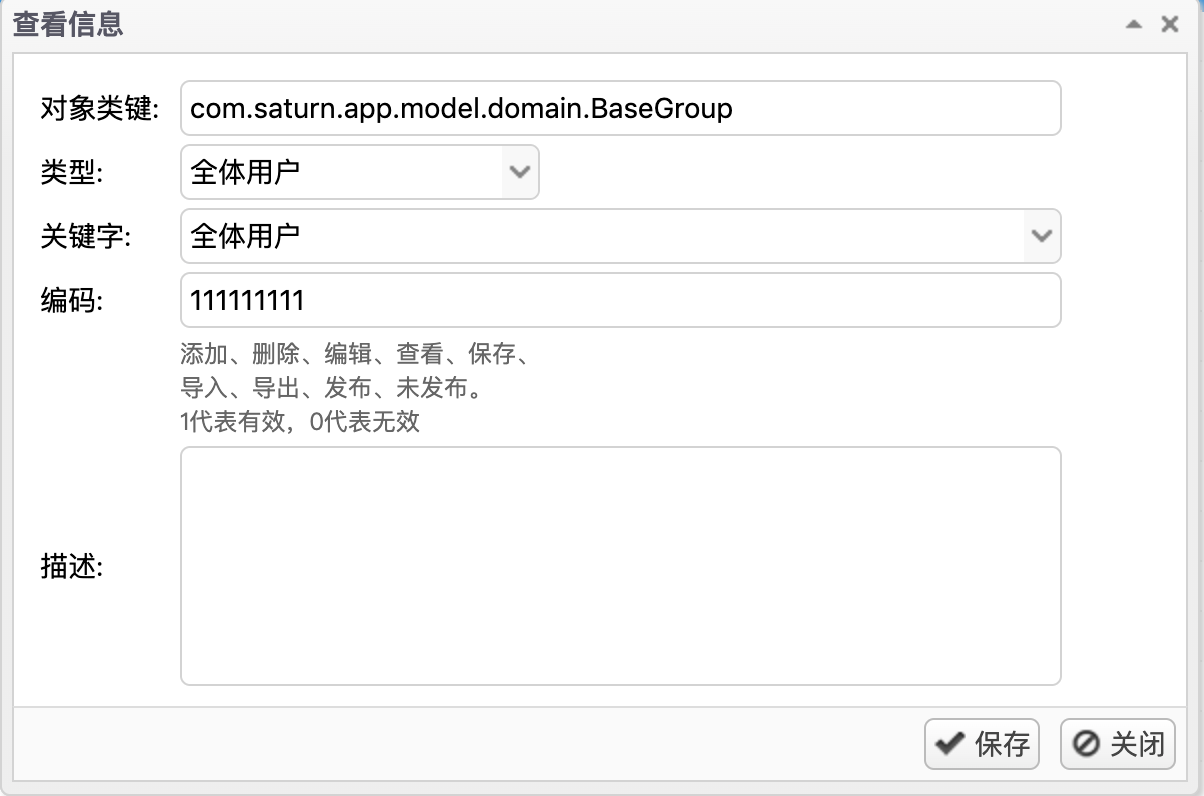 查看信息
对象类键: com.saturn.app.model.domain.BaseGroup
类型: 全体用户
关键字: 全体用户
编码: 111111111
添加、删除、编辑、查看、保存、
导入、导出、发布、未发布。
1代表有效，0代表无效
描述:
保存 关闭